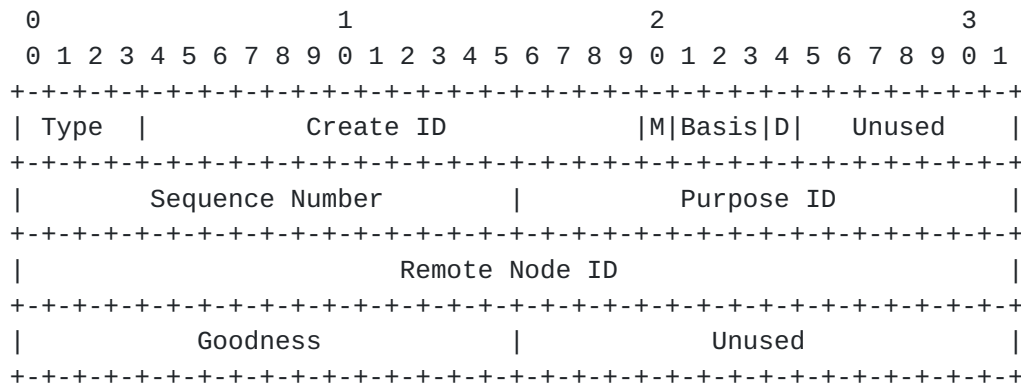 0                   1                   2                   3
 0 1 2 3 4 5 6 7 8 9 0 1 2 3 4 5 6 7 8 9 0 1 2 3 4 5 6 7 8 9 0 1
+-+-+-+-+-+-+-+-+-+-+-+-+-+-+-+-+-+-+-+-+-+-+-+-+-+-+-+-+-+-+-+-+
| Type  |          Create ID            |M|Basis|D|   Unused    |
+-+-+-+-+-+-+-+-+-+-+-+-+-+-+-+-+-+-+-+-+-+-+-+-+-+-+-+-+-+-+-+-+
|        Sequence Number        |          Purpose ID           |
+-+-+-+-+-+-+-+-+-+-+-+-+-+-+-+-+-+-+-+-+-+-+-+-+-+-+-+-+-+-+-+-+
|                        Remote Node ID                         |
+-+-+-+-+-+-+-+-+-+-+-+-+-+-+-+-+-+-+-+-+-+-+-+-+-+-+-+-+-+-+-+-+
|           Goodness            |            Unused             |
+-+-+-+-+-+-+-+-+-+-+-+-+-+-+-+-+-+-+-+-+-+-+-+-+-+-+-+-+-+-+-+-+